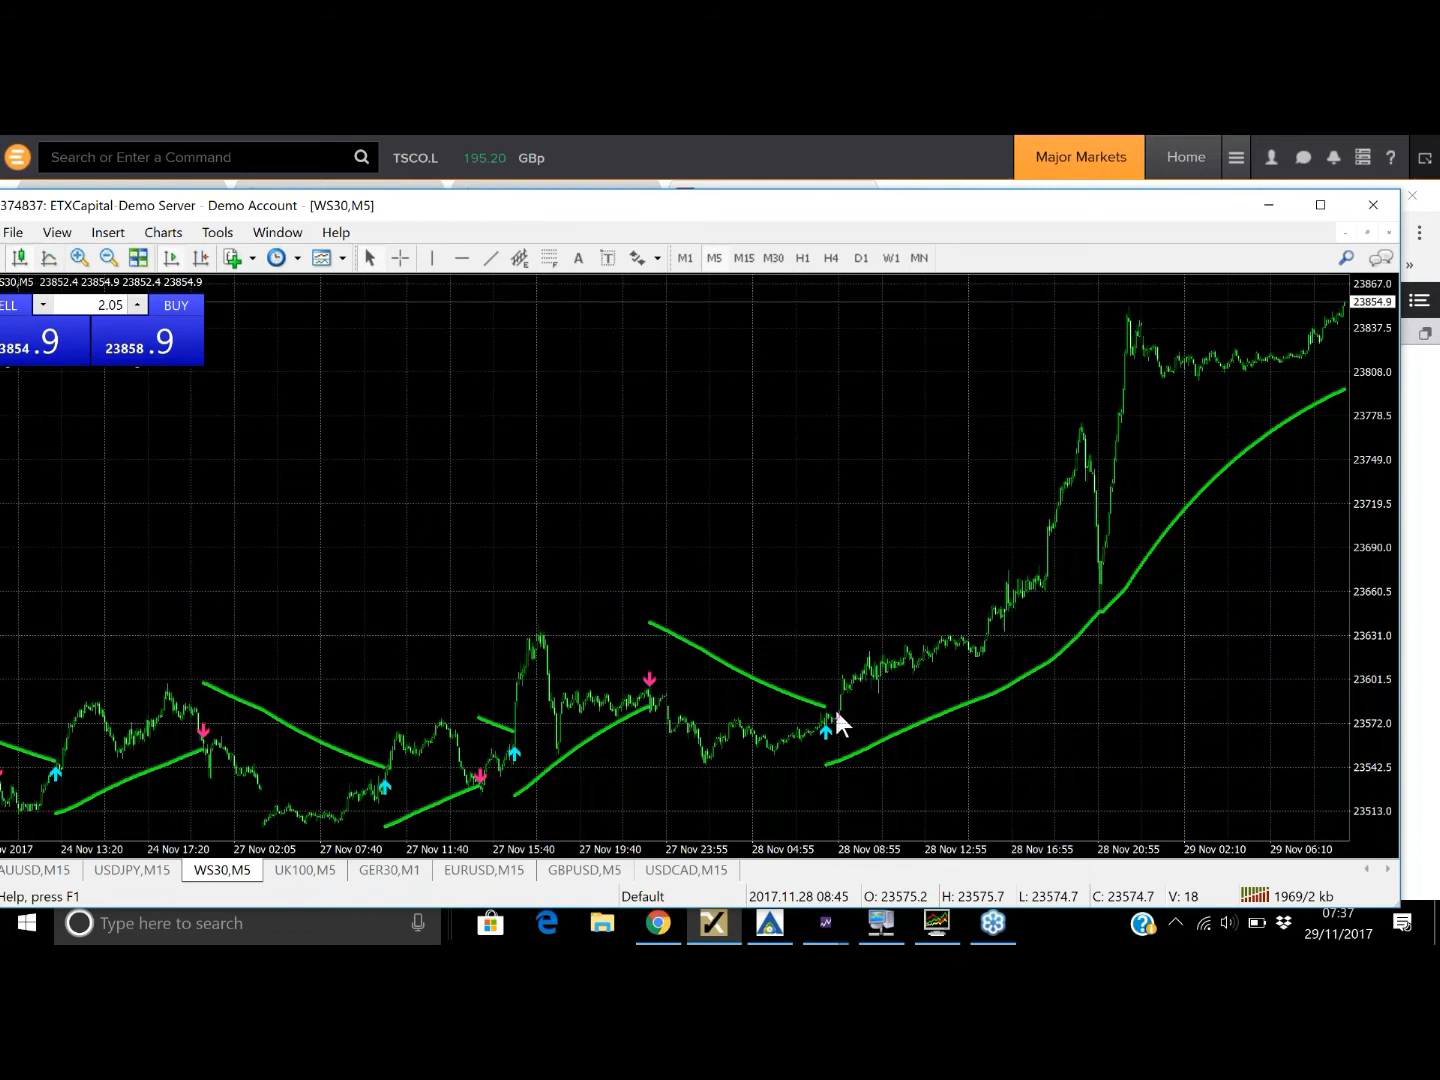 Search or Enter a Command TSCO.L 195.20 GBp Major Markets Home ?
374837: ETXCapital-Demo Server - Demo Account - [WS30,M5]
File View Insert Charts Tools Window Help
A T M1 M5 M15 M30 H1 H4 D1 W1 MN
S30,M5 23852.4 23854.9 23852.4 23854.9
ELL 2.05 BUY
3854.9 23858.9
23867.0
23854.9
23837.5
23808.0
23778.5
23749.0
23719.5
23690.0
23660.5
23631.0
23601.5
23572.0
23542.5
23513.0
ov 2017 24 Nov 13:20 24 Nov 17:20 27 Nov 02:05 27 Nov 07:40 27 Nov 11:40 27 Nov 15:40 27 Nov 19:40 27 Nov 23:55 28 Nov 04:55 28 Nov 08:55 28 Nov 12:55 28 Nov 16:55 28 Nov 20:55 29 Nov 02:10 29 Nov 06:10
AUUSD,M15 USDJPY,M15 WS30,M5 UK100,M5 GER30,M1 EURUSD,M15 GBPUSD,M5 USDCAD,M15
Help, press F1 Default 2017.11.28 08:45 O: 23575.2 H: 23575.7 L: 23574.7 C: 23574.7 V: 18 1969/2 kb
Type here to search 07:37
29/11/2017